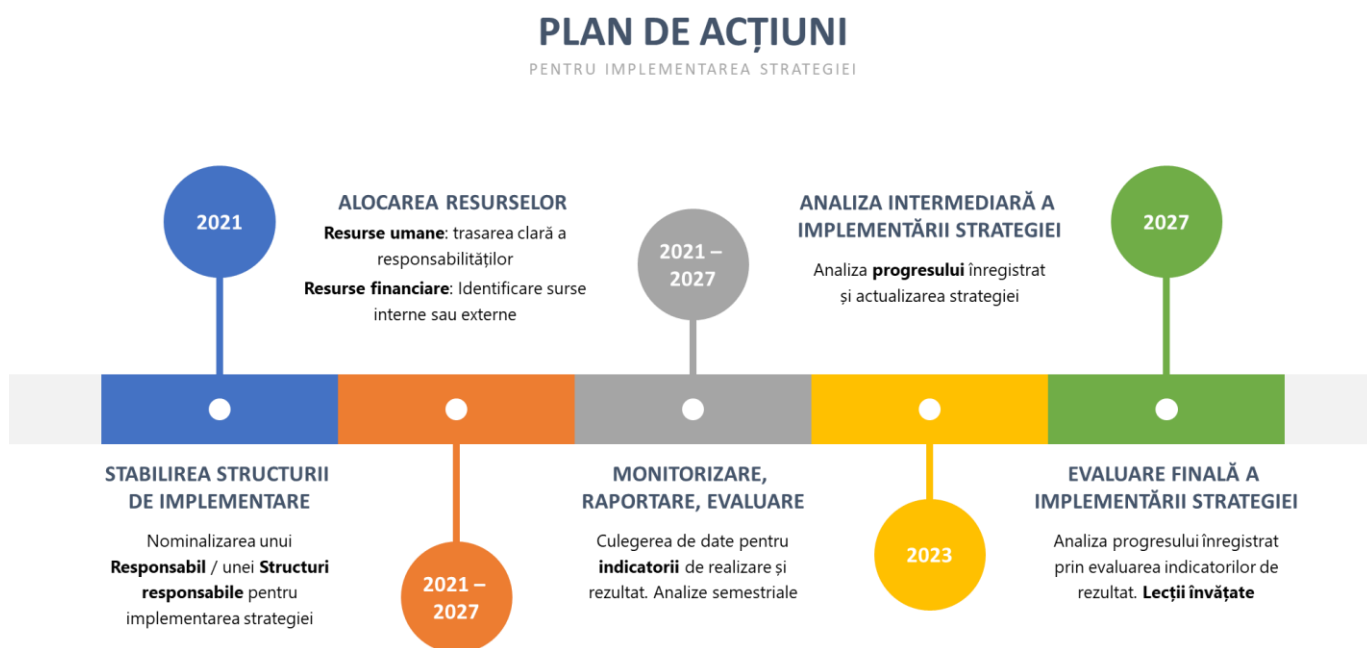 PLAN DE ACȚIUNI
PENTRU IMPLEMENTAREA STRATEGIEI
2021
STABILIREA STRUCTURII
DE IMPLEMENTARE
Nominalizarea unui
Responsabil / unei Structuri
responsabile pentru
implementarea strategiei
ALOCAREA RESURSELOR
Resurse umane: trasarea clară a
responsabilităților
Resurse financiare: Identificare surse
interne sau externe
2021 –
2027
2021 –
2027
MONITORIZARE,
RAPORTARE, EVALUARE
Culegerea de date pentru
indicatorii de realizare și
rezultat. Analize semestriale
ANALIZA INTERMEDIARĂ A
IMPLEMENTĂRII STRATEGIEI
Analiza progresului înregistrat
și actualizarea strategiei
2023
2027
EVALUARE FINALĂ A
IMPLEMENTĂRII STRATEGIEI
Analiza progresului înregistrat
prin evaluarea indicatorilor de
rezultat. Lecții învățate